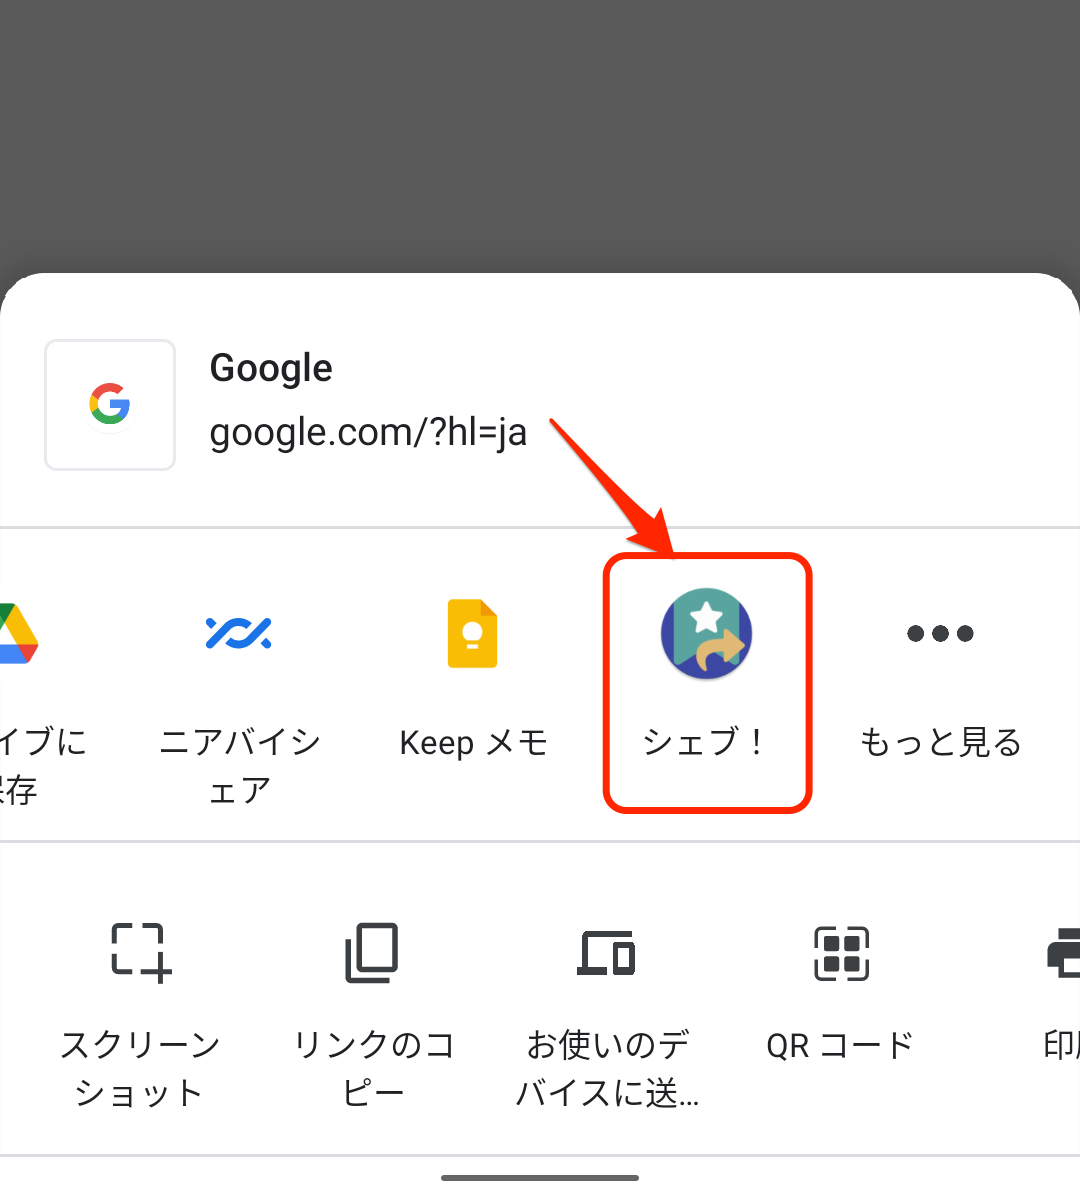 Google
google.com/?hl=ja
イブに
保存
ニアバイシ
ェア
Keep メモ
シェブ！
もっと見る
スクリーン
ショット
リンクのコ
ピー
お使いのデ
バイスに送...
QR コード
印